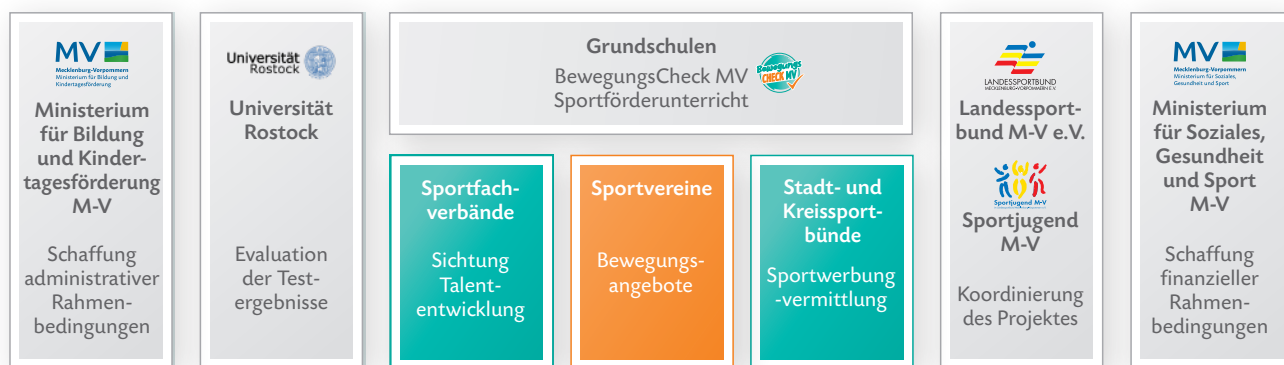 MV
Mecklenburg-Vorpommern
Ministerium für Bildung und
Kindertagesförderung
Ministerium
für Bildung
und Kinder-
tagesförderung
M-V
Schaffung
administrativer
Rahmen-
bedingungen
Universität
Rostock
Universität
Rostock
Evaluation
der Test-
ergebnisse
Grundschulen
BewegungsCheck MV
Sportförderunterricht
Bewegungs
CHECK MV
Sportfach-
verbände
Sichtung
Talent-
entwicklung
Sportvereine
Bewegungs-
angebote
Stadt- und
Kreissport-
bünde
Sportwerbung
-vermittlung
LANDESSPORTBUND
MECKLENBURG-VORPOMMERN E.V.
Landessport-
bund M-V e.V.
Sportjugend M-V
Sportjugend
M-V
Koordinierung
des Projektes
MV
Mecklenburg-Vorpommern
Ministerium für Soziales,
Gesundheit und Sport
Ministerium
für Soziales,
Gesundheit
und Sport
M-V
Schaffung
finanzieller
Rahmen-
bedingungen